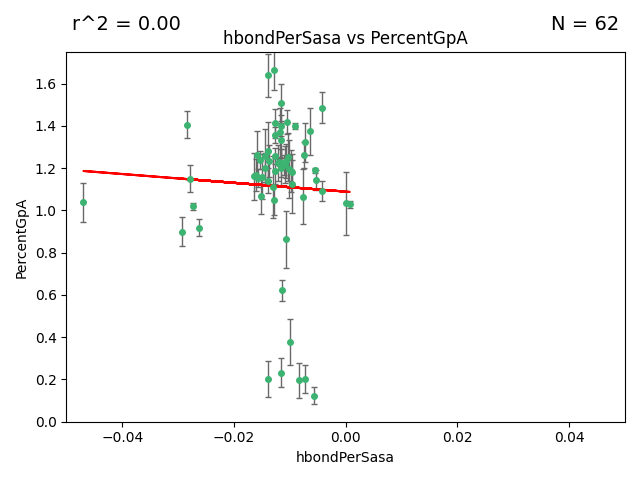 r^2 = 0.00
N = 62
hbondPerSasa vs PercentGpA
PercentGpA
1.6
1.4
1.2
1.0
0.8
0.6
0.4
0.2
0.0
−0.04
−0.02
0.00
0.02
0.04
hbondPerSasa